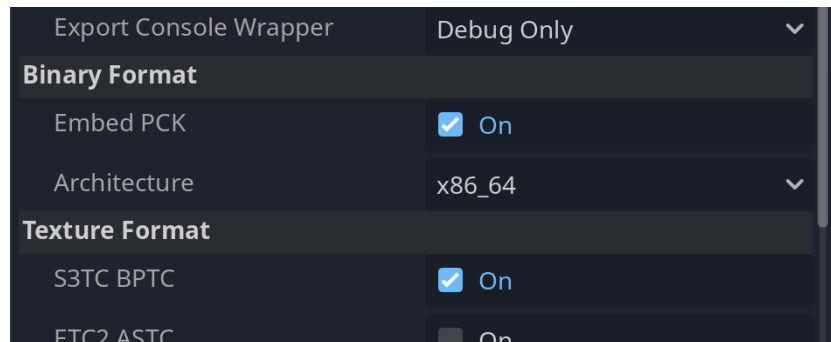 Export Console Wrapper Debug Only
Binary Format
Embed PCK On
Architecture x86_64
Texture Format
S3TC BPTC On
ETC2 ASTC On